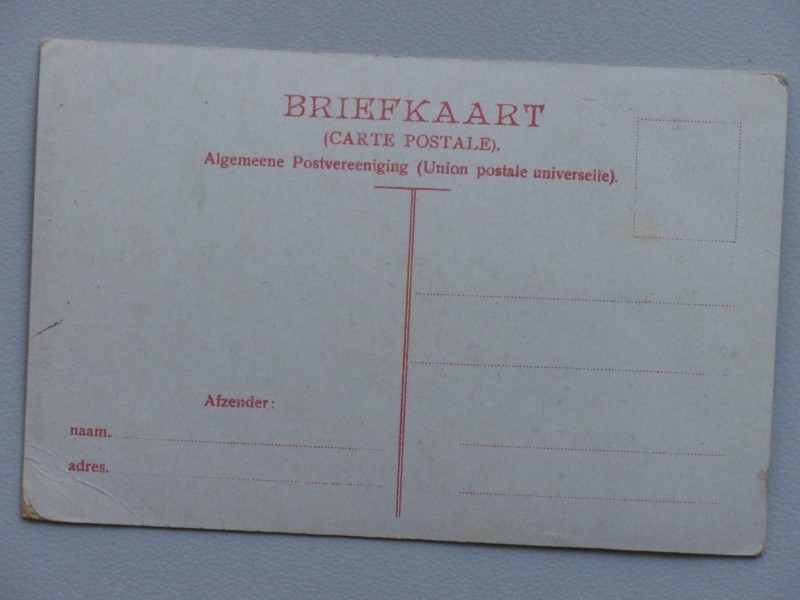 BRIEFKAART
(CARTE POSTALE).
Algemeene Postvereeniging (Union postale universelle).
Afzender:
naam.
adres.